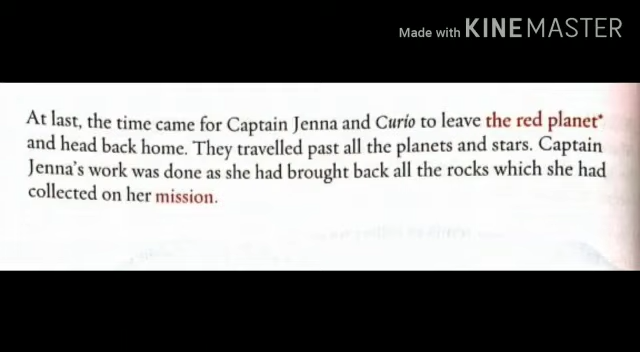 Made with KINEMASTER
At last, the time came for Captain Jenna and Curio to leave the red planet*
and head back home. They travelled past all the planets and stars. Captain
Jenna's work was done as she had brought back all the rocks which she had
collected on her mission.